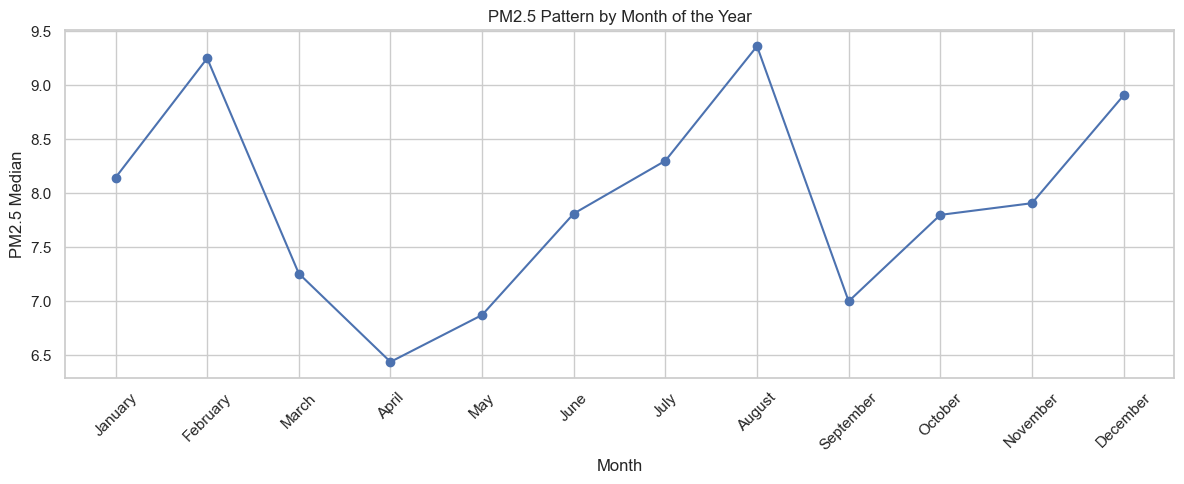 PM2.5 Pattern by Month of the Year
PM2.5 Median
9.5
9.0
8.5
8.0
7.5
7.0
6.5
January
February
March
April
May
June
July
August
September
October
November
December
Month